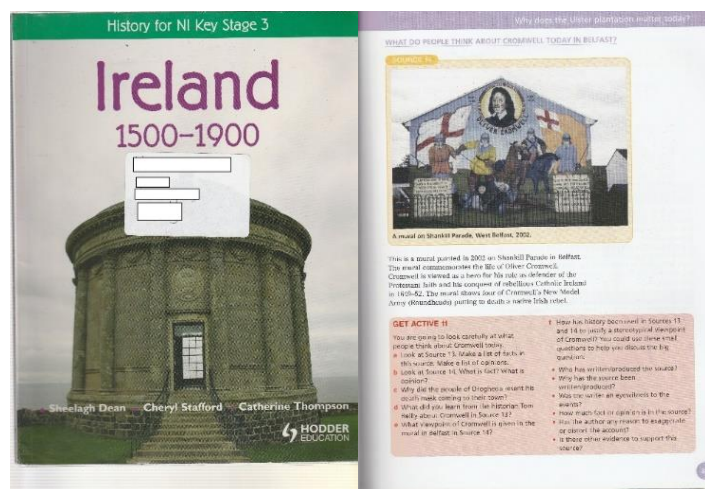 History for NI Key Stage 3
Ireland
1500–1900
Sheelagh Dean Cheryl Stafford Catherine Thompson
HODDER
EDUCATION
Why does the Ulster plantation matter today?
WHAT DO PEOPLE THINK ABOUT CROMWELL TODAY IN BELFAST?
SOURCE 14
OLIVER CROMWELL
A mural on Shankill Parade, West Belfast, 2002.
This is a mural painted in 2002 on Shankill Parade in Belfast.
The mural commemorates the life of Oliver Cromwell.
Cromwell is viewed as a hero for his role as defender of the
Protestant faith and his conquest of rebellious Catholic Ireland
in 1649–52. The mural shows four of Cromwell's New Model
Army (Roundheads) putting to death a native Irish rebel.
GET ACTIVE 11
You are going to look carefully at what
people think about Cromwell today.
a Look at Source 13. Make a list of facts in
this source. Make a list of opinions.
b Look at Source 14. What is fact? What is
opinion?
c Why did the people of Drogheda resent his
death mask coming to their town?
d What did you learn from the historian Tom
Reilly about Cromwell in Source 13?
e What viewpoint of Cromwell is given in the
mural in Belfast in Source 14?
f How has history been used in Sources 13
and 14 to justify a stereotypical viewpoint
of Cromwell? You could use these small
questions to help you discuss the big
question:
• Who has written/produced the source?
• Why has the source been
written/produced?
• Was the writer an eyewitness to the
events?
• How much fact or opinion is in the source?
• Has the author any reason to exaggerate
or distort the account?
• Is there other evidence to support this
source?